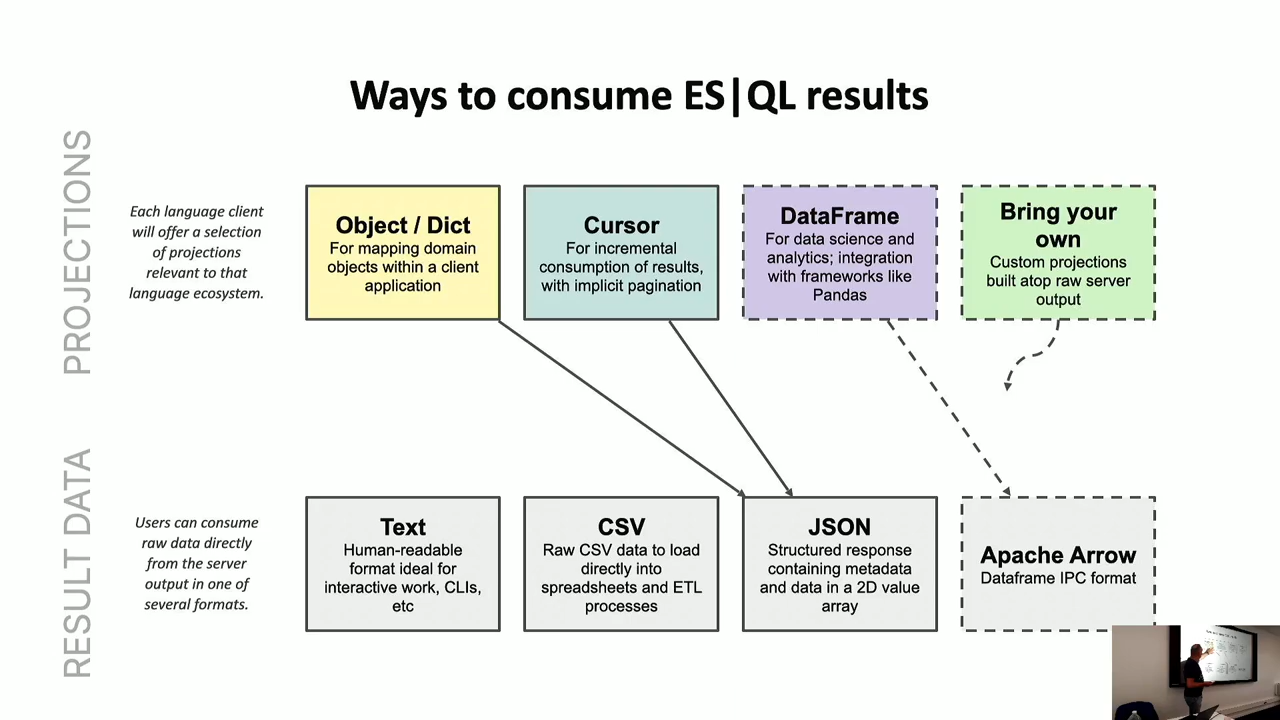 Ways to consume ES|QL results
PROJECTIONS
Each language client
will offer a selection
of projections
relevant to that
language ecosystem.
Object / Dict
For mapping domain
objects within a client
application
Cursor
For incremental
consumption of results,
with implicit pagination
DataFrame
For data science and
analytics; integration
with frameworks like
Pandas
Bring your
own
Custom projections
built atop raw server
output
RESULT DATA
Users can consume
raw data directly
from the server
output in one of
several formats.
Text
Human-readable
format ideal for
interactive work, CLIs,
etc
CSV
Raw CSV data to load
directly into
spreadsheets and ETL
processes
JSON
Structured response
containing metadata
and data in a 2D value
array
Apache Arrow
Dataframe IPC format